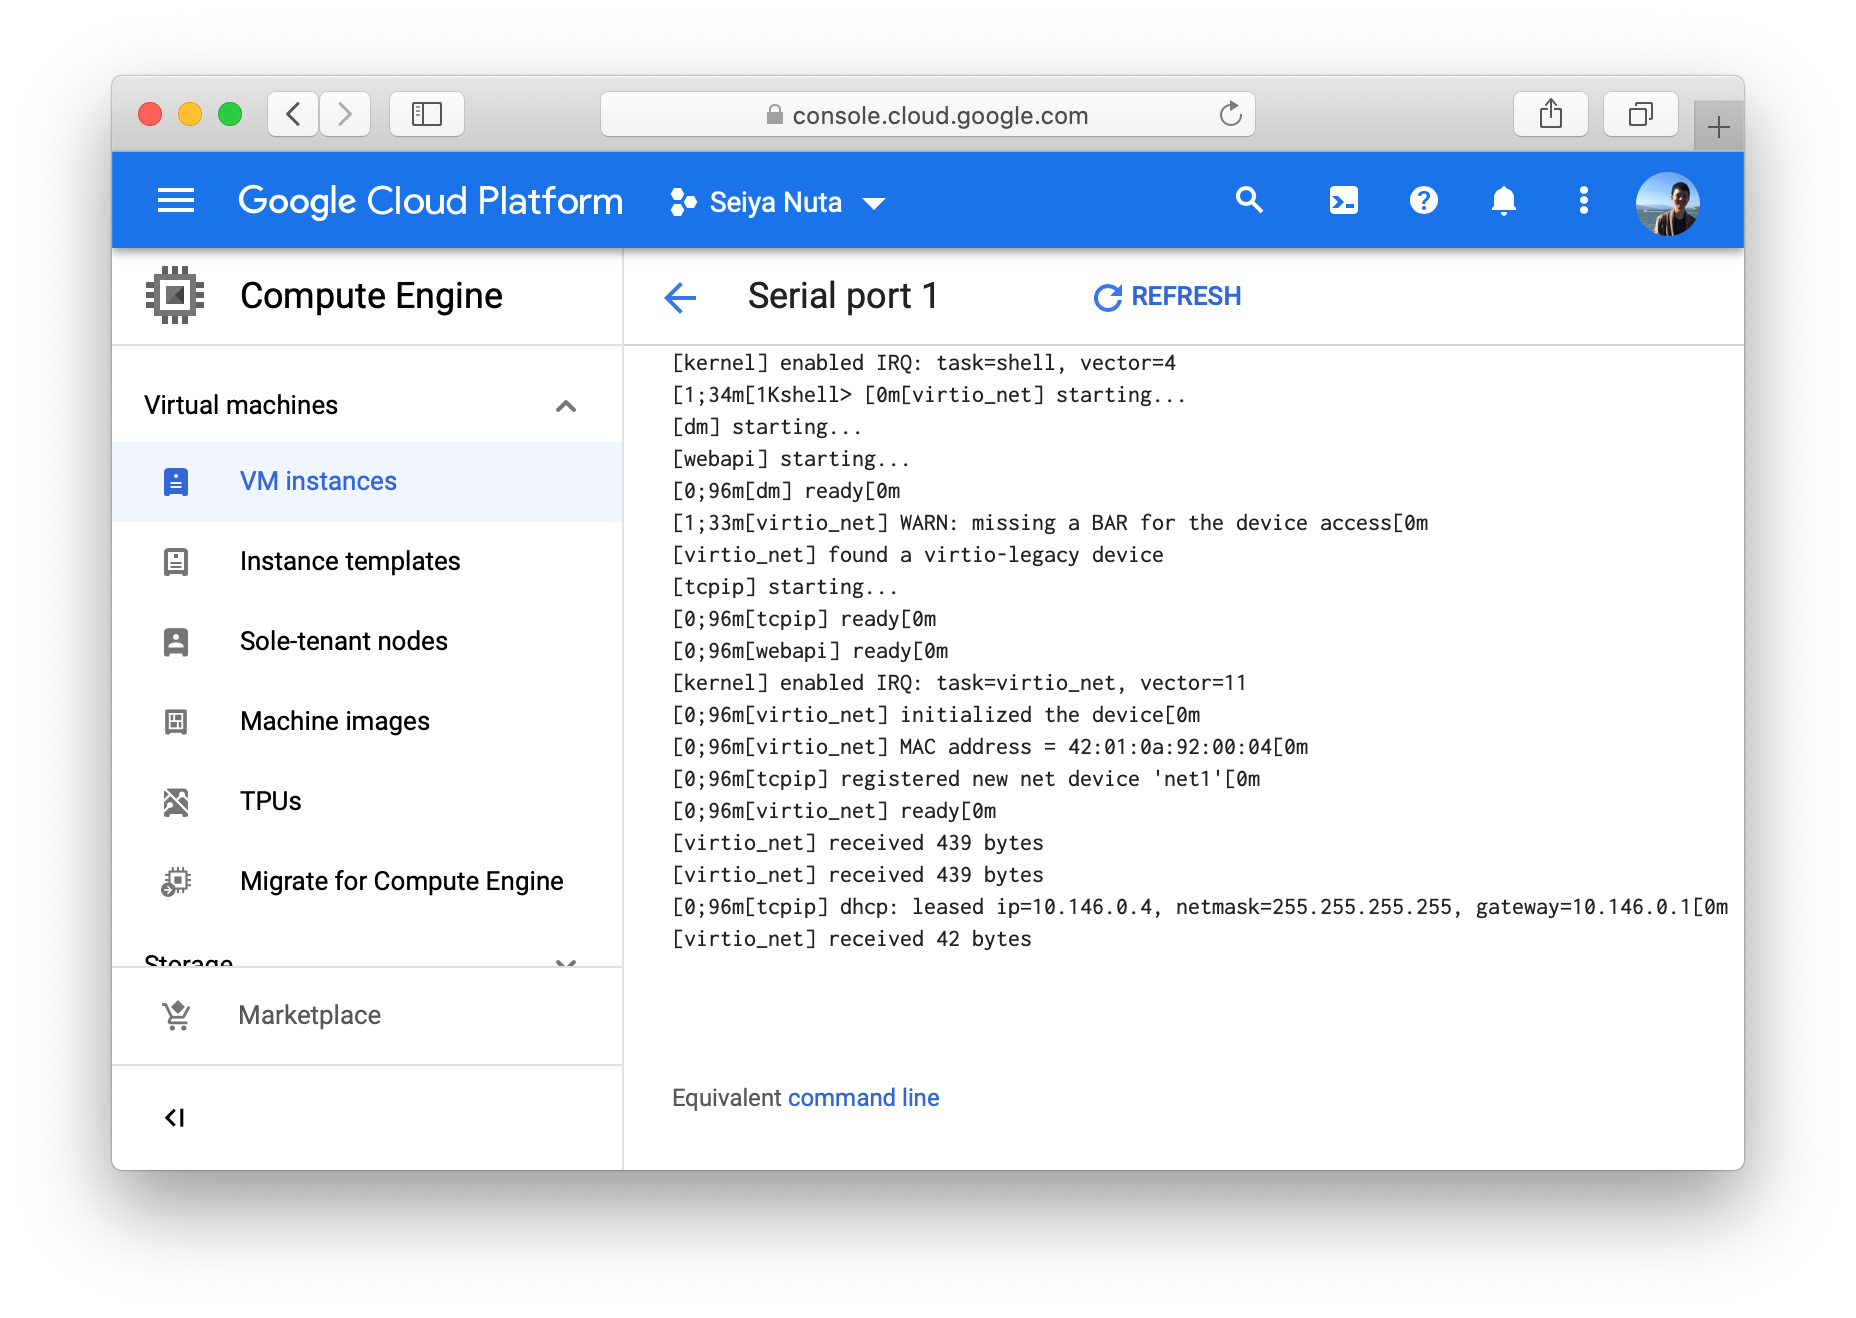 console.cloud.google.com
Google Cloud Platform
Seiya Nuta
Compute Engine
Serial port 1
REFRESH
Virtual machines
VM instances
Instance templates
Sole-tenant nodes
Machine images
TPUs
Migrate for Compute Engine
Storage
Marketplace
[kernel] enabled IRQ: task=shell, vector=4
[1;34m[1Kshell> [0m[virtio_net] starting...
[dm] starting...
[webapi] starting...
[0;96m[dm] ready[0m
[1;33m[virtio_net] WARN: missing a BAR for the device access[0m
[virtio_net] found a virtio-legacy device
[tcpip] starting...
[0;96m[tcpip] ready[0m
[0;96m[webapi] ready[0m
[kernel] enabled IRQ: task=virtio_net, vector=11
[0;96m[virtio_net] initialized the device[0m
[0;96m[virtio_net] MAC address = 42:01:0a:92:00:04[0m
[0;96m[tcpip] registered new net device 'net1'[0m
[0;96m[virtio_net] ready[0m
[virtio_net] received 439 bytes
[virtio_net] received 439 bytes
[0;96m[tcpip] dhcp: leased ip=10.146.0.4, netmask=255.255.255.255, gateway=10.146.0.1[0m
[virtio_net] received 42 bytes
Equivalent command line